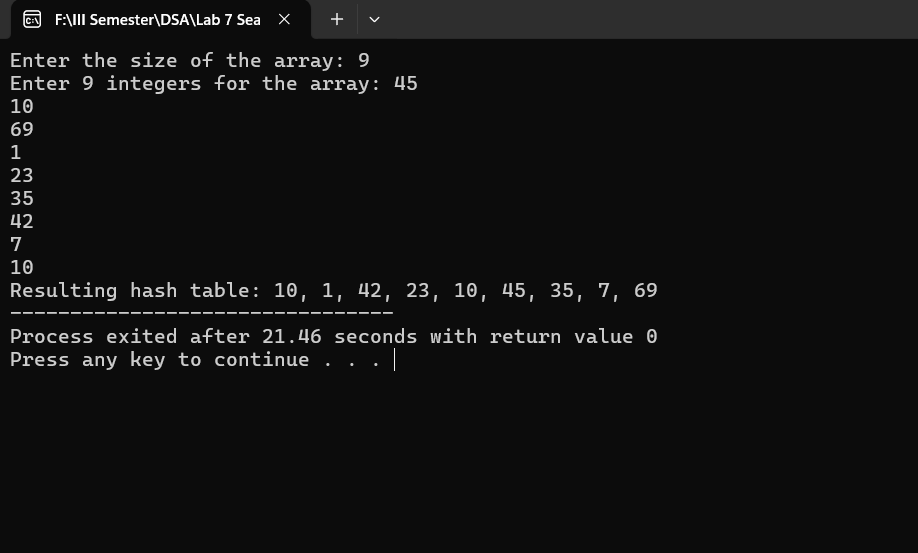 F:\III Semester\DSA\Lab 7 Sea
Enter the size of the array: 9
Enter 9 integers for the array: 45
10
69
1
23
35
42
7
10
Resulting hash table: 10, 1, 42, 23, 10, 45, 35, 7, 69
--------------------------------
Process exited after 21.46 seconds with return value 0
Press any key to continue . . .